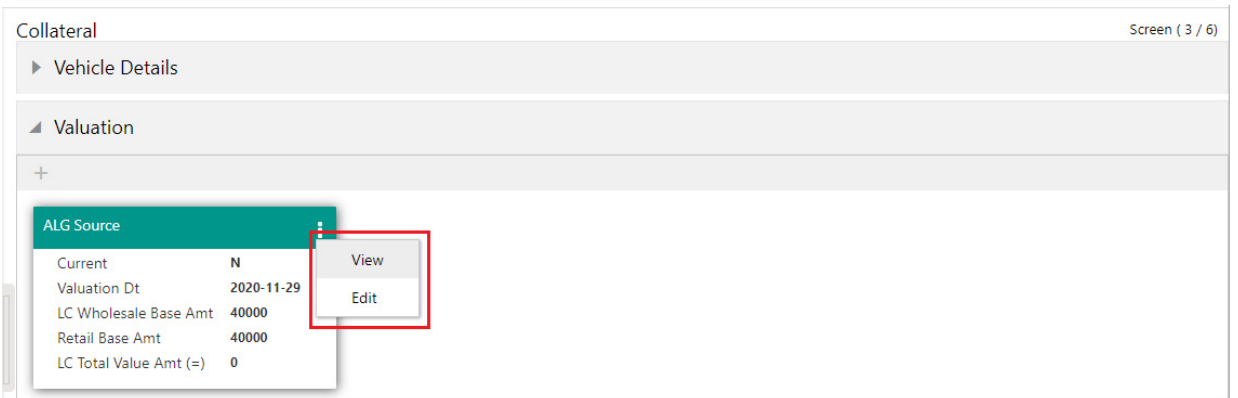 Collateral
Screen ( 3 / 6)
Vehicle Details
Valuation
+
ALG Source
Current N
Valuation Dt 2020-11-29
LC Wholesale Base Amt 40000
Retail Base Amt 40000
LC Total Value Amt (=) 0
View
Edit